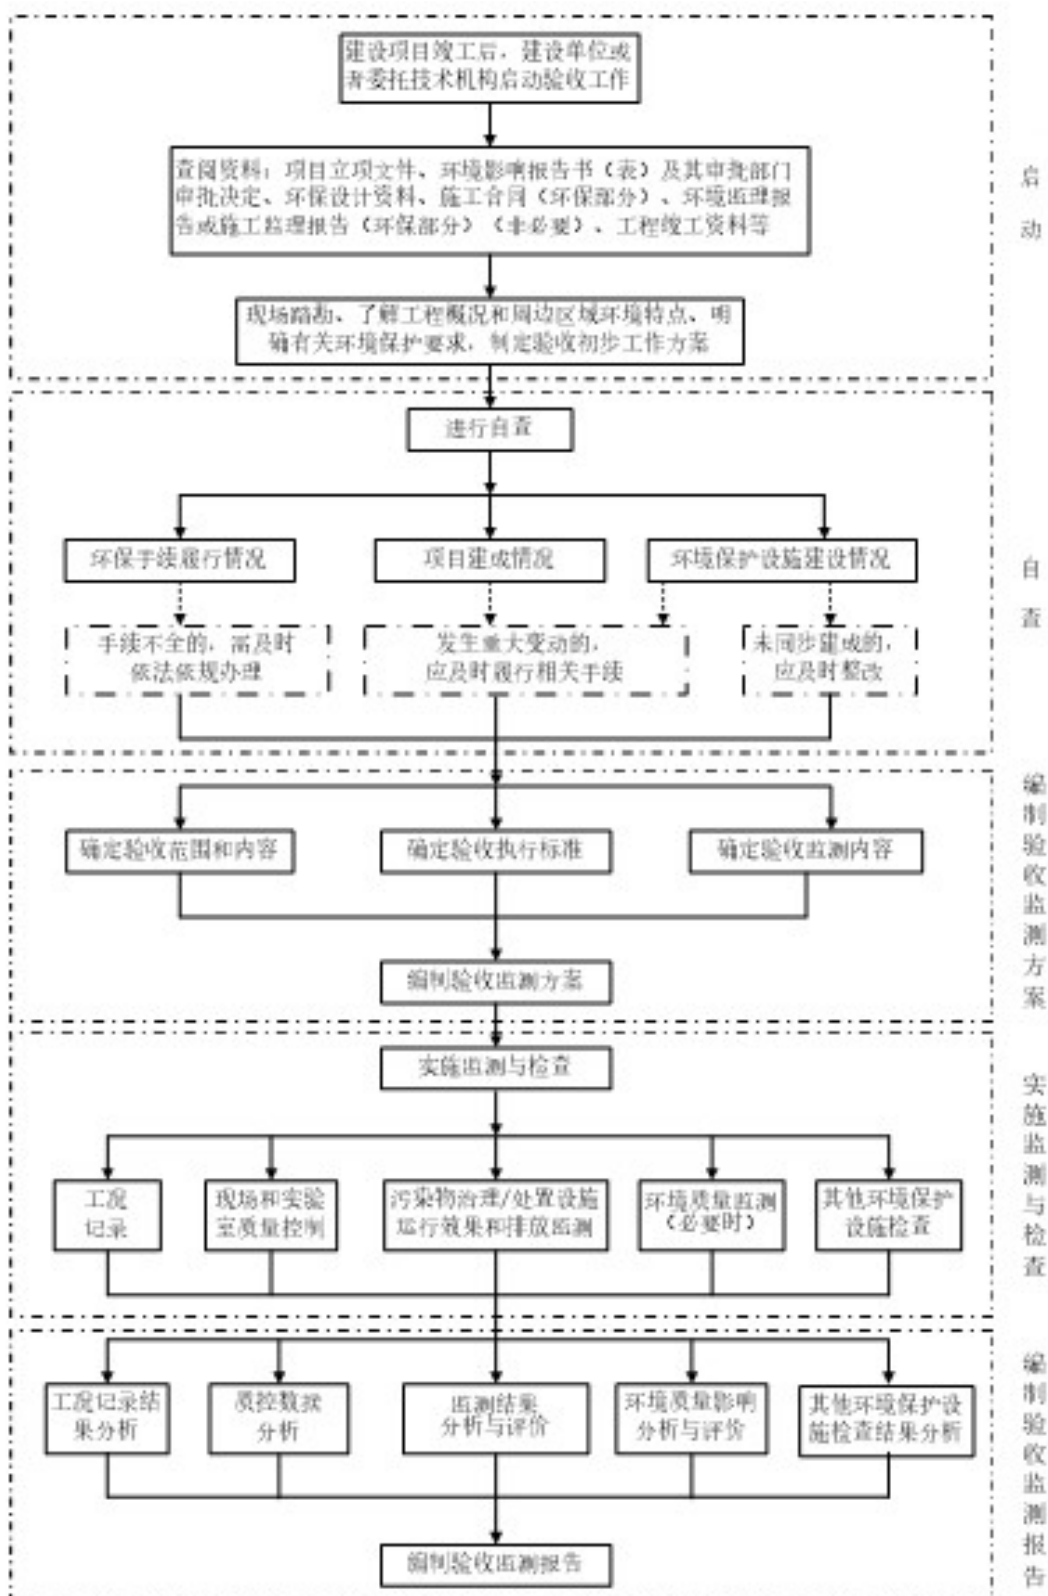 建设项目竣工后，建设单位或
者委托技术机构启动验收工作
查阅资料：项目立项文件、环境影响报告书（表）及其审批部门
审批决定、环保设计资料、施工合同（环保部分）、环境监理报
告或施工监理报告（环保部分）（非必要）、工程竣工资料等
现场踏勘、了解工程概况和周边区域环境特点、明
确有关环境保护要求，制定验收初步工作方案
启
动
进行自查
环保手续履行情况
项目建成情况
环境保护设施建设情况
手续不全的，需及时
依法依规办理
发生重大变动的，
应及时履行相关手续
未同步建成的，
应及时整改
自
查
确定验收范围和内容
确定验收执行标准
确定验收监测内容
编制验收监测方案
编
制
验
收
监
测
方
案
实施监测与检查
工况
记录
现场和实验
室质量控制
污染物治理/处置设施
运行效果和排放监测
环境质量监测
（必要时）
其他环境保护
设施检查
实
施
监
测
与
检
查
工况记录结
果分析
质控数据
分析
监测结果
分析与评价
环境质量影响
分析与评价
其他环境保护设
施检查结果分析
编制验收监测报告
编
制
验
收
监
测
报
告